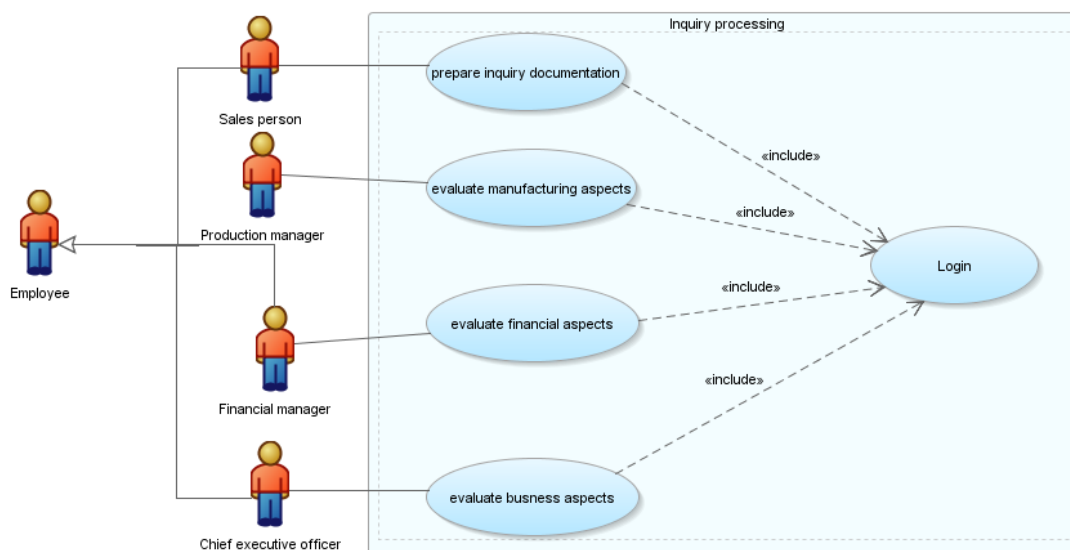 Inquiry processing
prepare inquiry documentation
Sales person
«include»
evaluate manufacturing aspects
«include»
Production manager
Login
Employee
«include»
evaluate financial aspects
Financial manager
«include»
evaluate business aspects
Chief executive officer